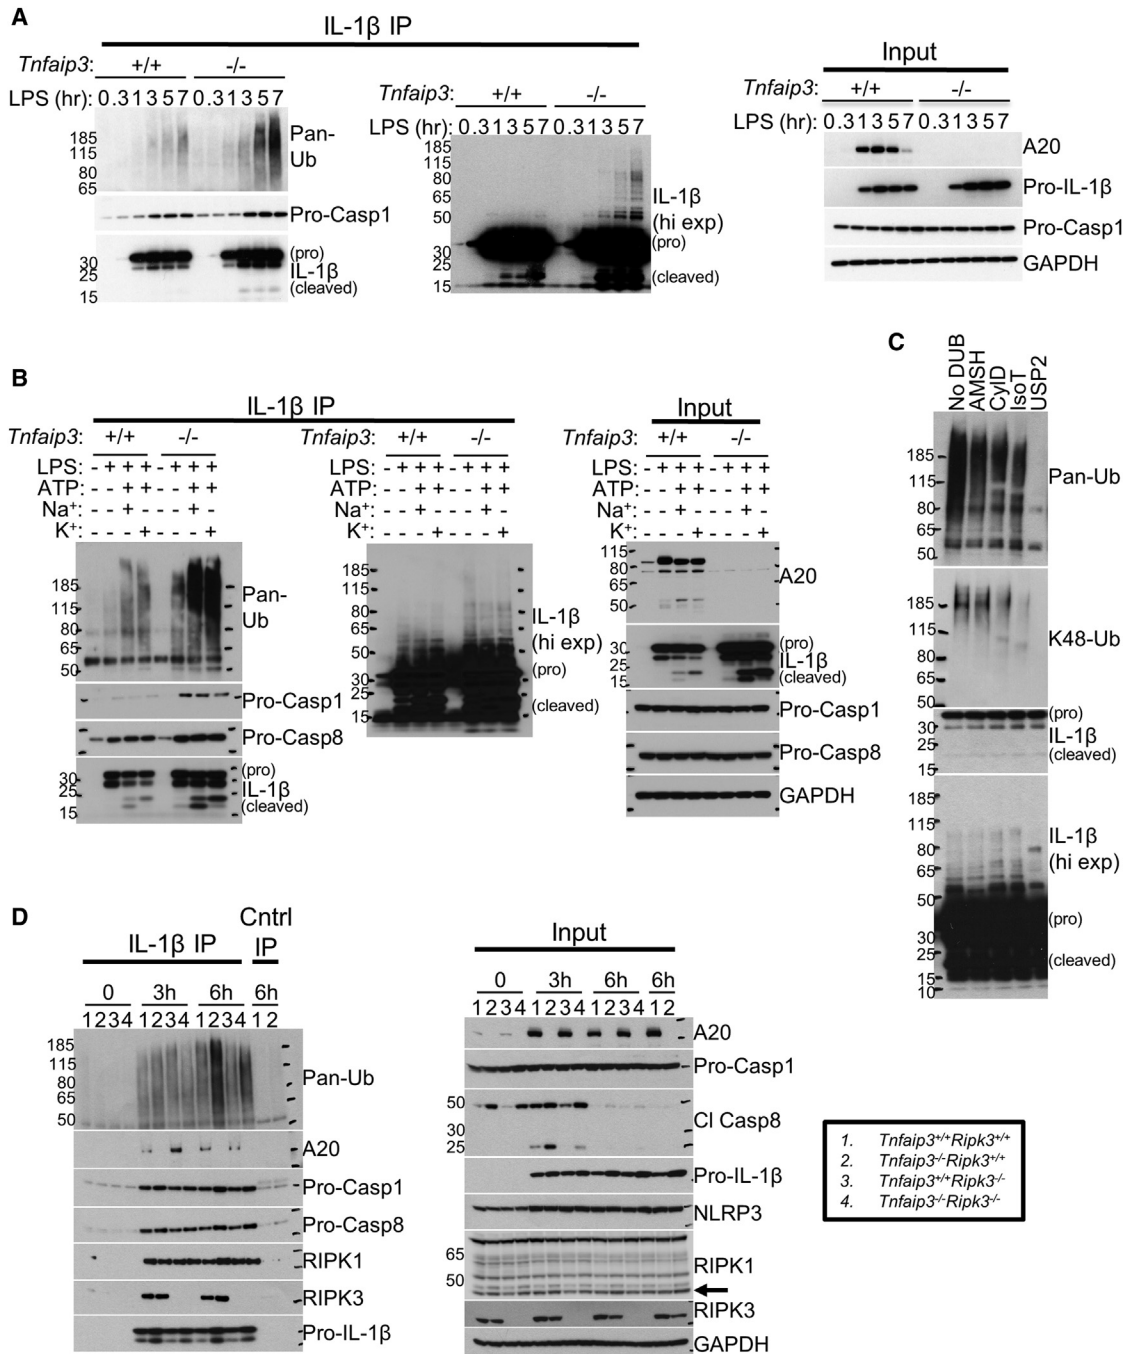 A
IL-1β IP
Tnfaip3: +/+ -/-
LPS (hr): 0.31 3 5 7 0.31 3 5 7
185
115
80
65
Pan-
Ub
Pro-Casp1
30
25
15
(pro)
IL-1β
(cleaved)
Tnfaip3: +/+ -/-
LPS (hr): 0.31 3 5 7 0.31 3 5 7
185
115
80
65
50
30
25
15
IL-1β
(hi exp)
(pro)
(cleaved)
Input
Tnfaip3: +/+ -/-
LPS (hr): 0.31 3 5 7 0.31 3 5 7
A20
Pro-IL-1β
Pro-Casp1
GAPDH
B
IL-1β IP
Tnfaip3: +/+ -/-
LPS: - + + + - + + +
ATP: - - + + - - + +
Na+: - - + - - +
K+: - - + - - +
185
115
80
65
50
Pan-
Ub
Pro-Casp1
Pro-Casp8
30
25
15
(pro)
IL-1β
(cleaved)
Tnfaip3: +/+ -/-
LPS: - + + + - + + +
ATP: - - + + - - + +
Na+: - - + - - +
K+: - - + - - +
185
115
80
65
50
30
25
15
IL-1β
(hi exp)
(pro)
(cleaved)
Input
Tnfaip3: +/+ -/-
LPS: - + + + - + + +
ATP: - - + + - - + +
Na+: - - + - - +
K+: - - + - - +
115
80
65
50
A20
30
25
15
(pro)
IL-1β
(cleaved)
Pro-Casp1
Pro-Casp8
GAPDH
C
No DUB
AMSH
CylD
IsoT
USP2
185
115
80
65
50
Pan-Ub
185
115
80
65
50
K48-Ub
30
25
15
(pro)
IL-1β
(cleaved)
185
115
80
65
50
30
25
15
10
IL-1β
(hi exp)
(pro)
(cleaved)
D
IL-1β IP
Cntrl
IP
0 3h 6h 6h
1 2 3 4 1 2 3 4 1 2 3 4 1 2
185
115
80
65
50
Pan-Ub
A20
Pro-Casp1
Pro-Casp8
RIPK1
RIPK3
Pro-IL-1β
Input
0 3h 6h 6h
1 2 3 4 1 2 3 4 1 2 3 4 1 2
A20
Pro-Casp1
50
30
25
Cl Casp8
Pro-IL-1β
NLRP3
65
50
RIPK1
RIPK3
GAPDH
1. Tnfaip3+/+Ripk3+/+
2. Tnfaip3-/-Ripk3+/+
3. Tnfaip3+/+Ripk3-/-
4. Tnfaip3-/-Ripk3-/-